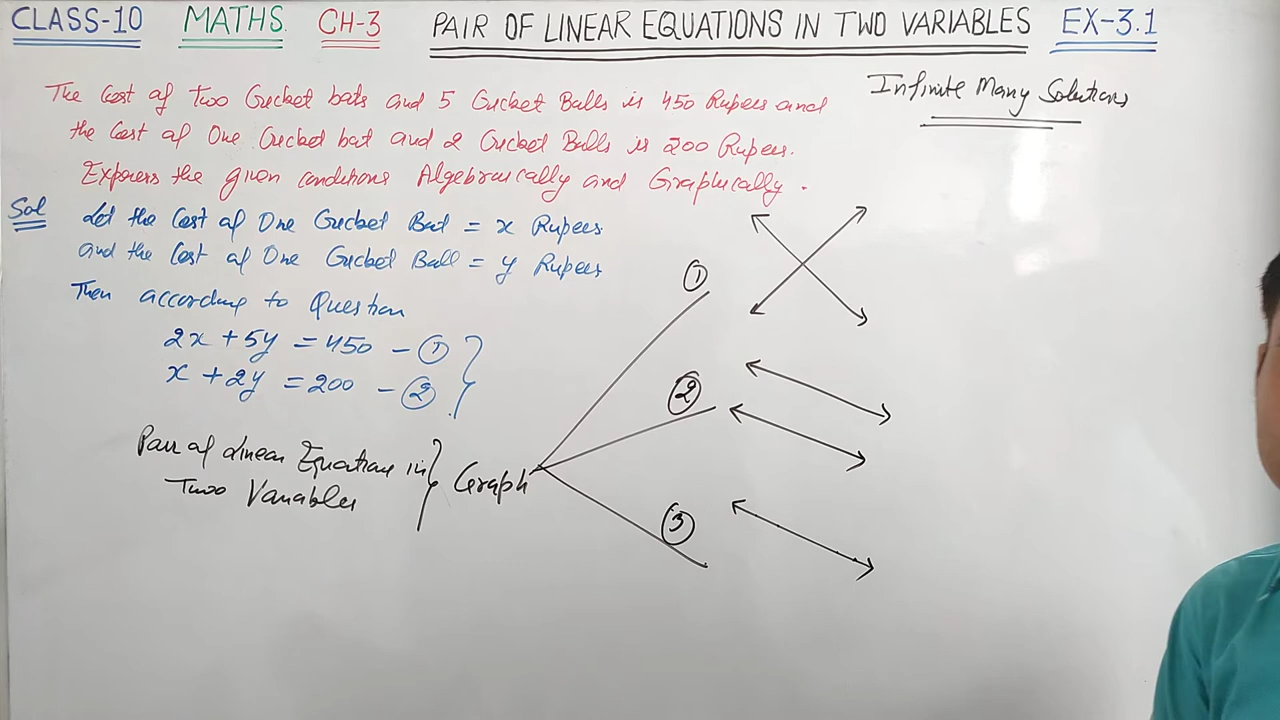 CLASS-10 MATHS CH-3 PAIR OF LINEAR EQUATIONS IN TWO VARIABLES EX-3.1
The Cost of Two Cricket bats and 5 Cricket Balls is 450 Rupees and
the Cost of One Cricket bat and 2 Cricket Balls is 200 Rupees.
Express the given conditions Algebraically and Graphically.
Infinite Many Solutions
Sol Let the Cost of One Cricket Bat = x Rupees
and the Cost of One Cricket Ball = y Rupees
Then according to Question
2x + 5y = 450 - ①
x + 2y = 200 - ②
Pair of Linear Equation in
Two Variables
Graph
①
②
③